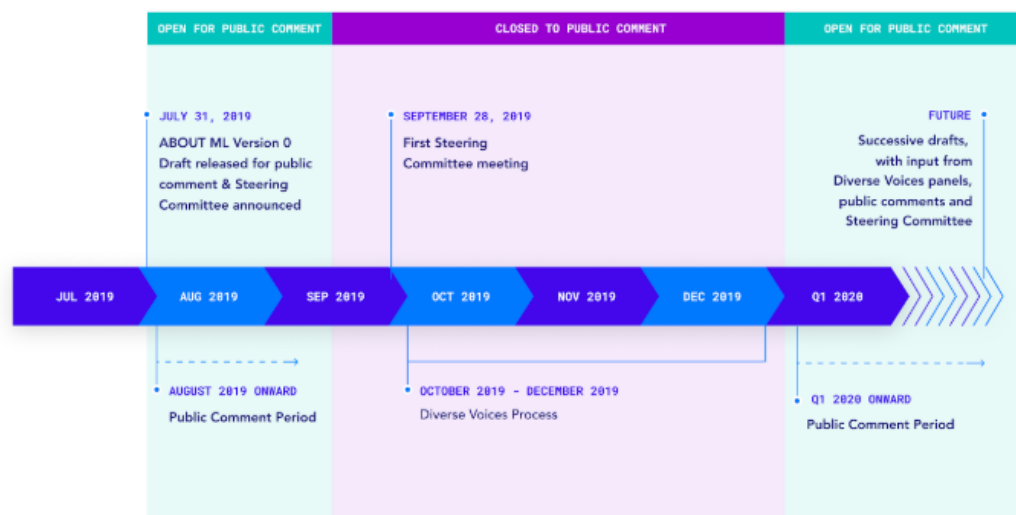 OPEN FOR PUBLIC COMMENT
CLOSED TO PUBLIC COMMENT
OPEN FOR PUBLIC COMMENT
JULY 31, 2019
ABOUT ML Version 0
Draft released for public
comment & Steering
Committee announced
SEPTEMBER 28, 2019
First Steering
Committee meeting
FUTURE
Successive drafts,
with input from
Diverse Voices panels,
public comments and
Steering Committee
JUL 2019
AUG 2019
SEP 2019
OCT 2019
NOV 2019
DEC 2019
Q1 2020
AUGUST 2019 ONWARD
Public Comment Period
OCTOBER 2019 - DECEMBER 2019
Diverse Voices Process
Q1 2020 ONWARD
Public Comment Period